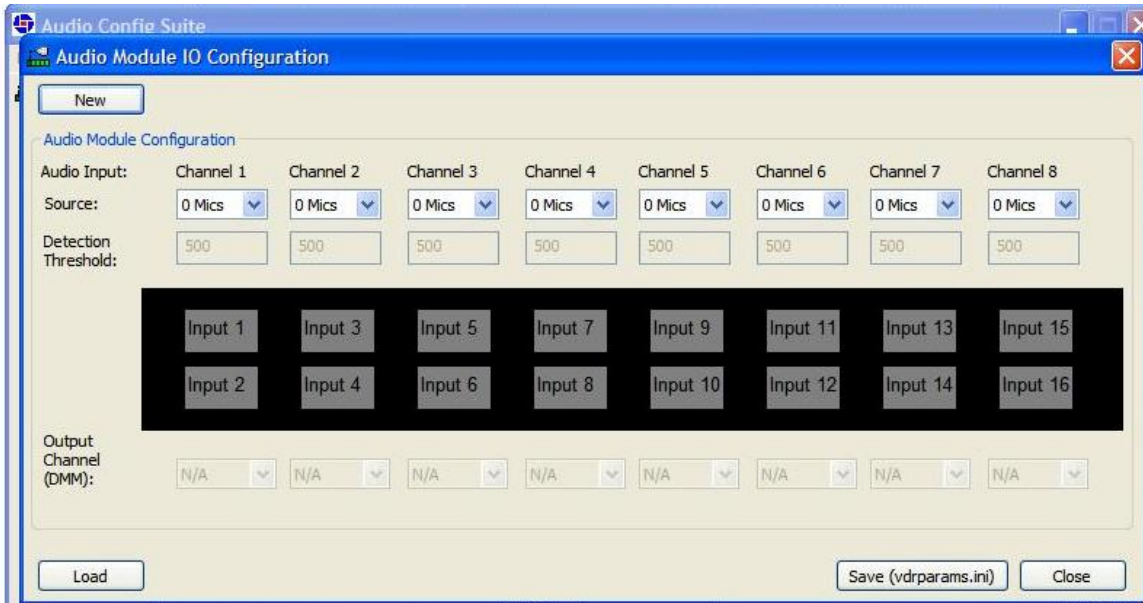 Audio Config Suite
Audio Module IO Configuration
New
Audio Module Configuration
Audio Input: Channel 1 Channel 2 Channel 3 Channel 4 Channel 5 Channel 6 Channel 7 Channel 8
Source: 0 Mics 0 Mics 0 Mics 0 Mics 0 Mics 0 Mics 0 Mics 0 Mics
Detection
Threshold: 500 500 500 500 500 500 500 500
Input 1 Input 3 Input 5 Input 7 Input 9 Input 11 Input 13 Input 15
Input 2 Input 4 Input 6 Input 8 Input 10 Input 12 Input 14 Input 16
Output
Channel
(DMM): N/A N/A N/A N/A N/A N/A N/A N/A
Load Save (vdrparams.ini) Close